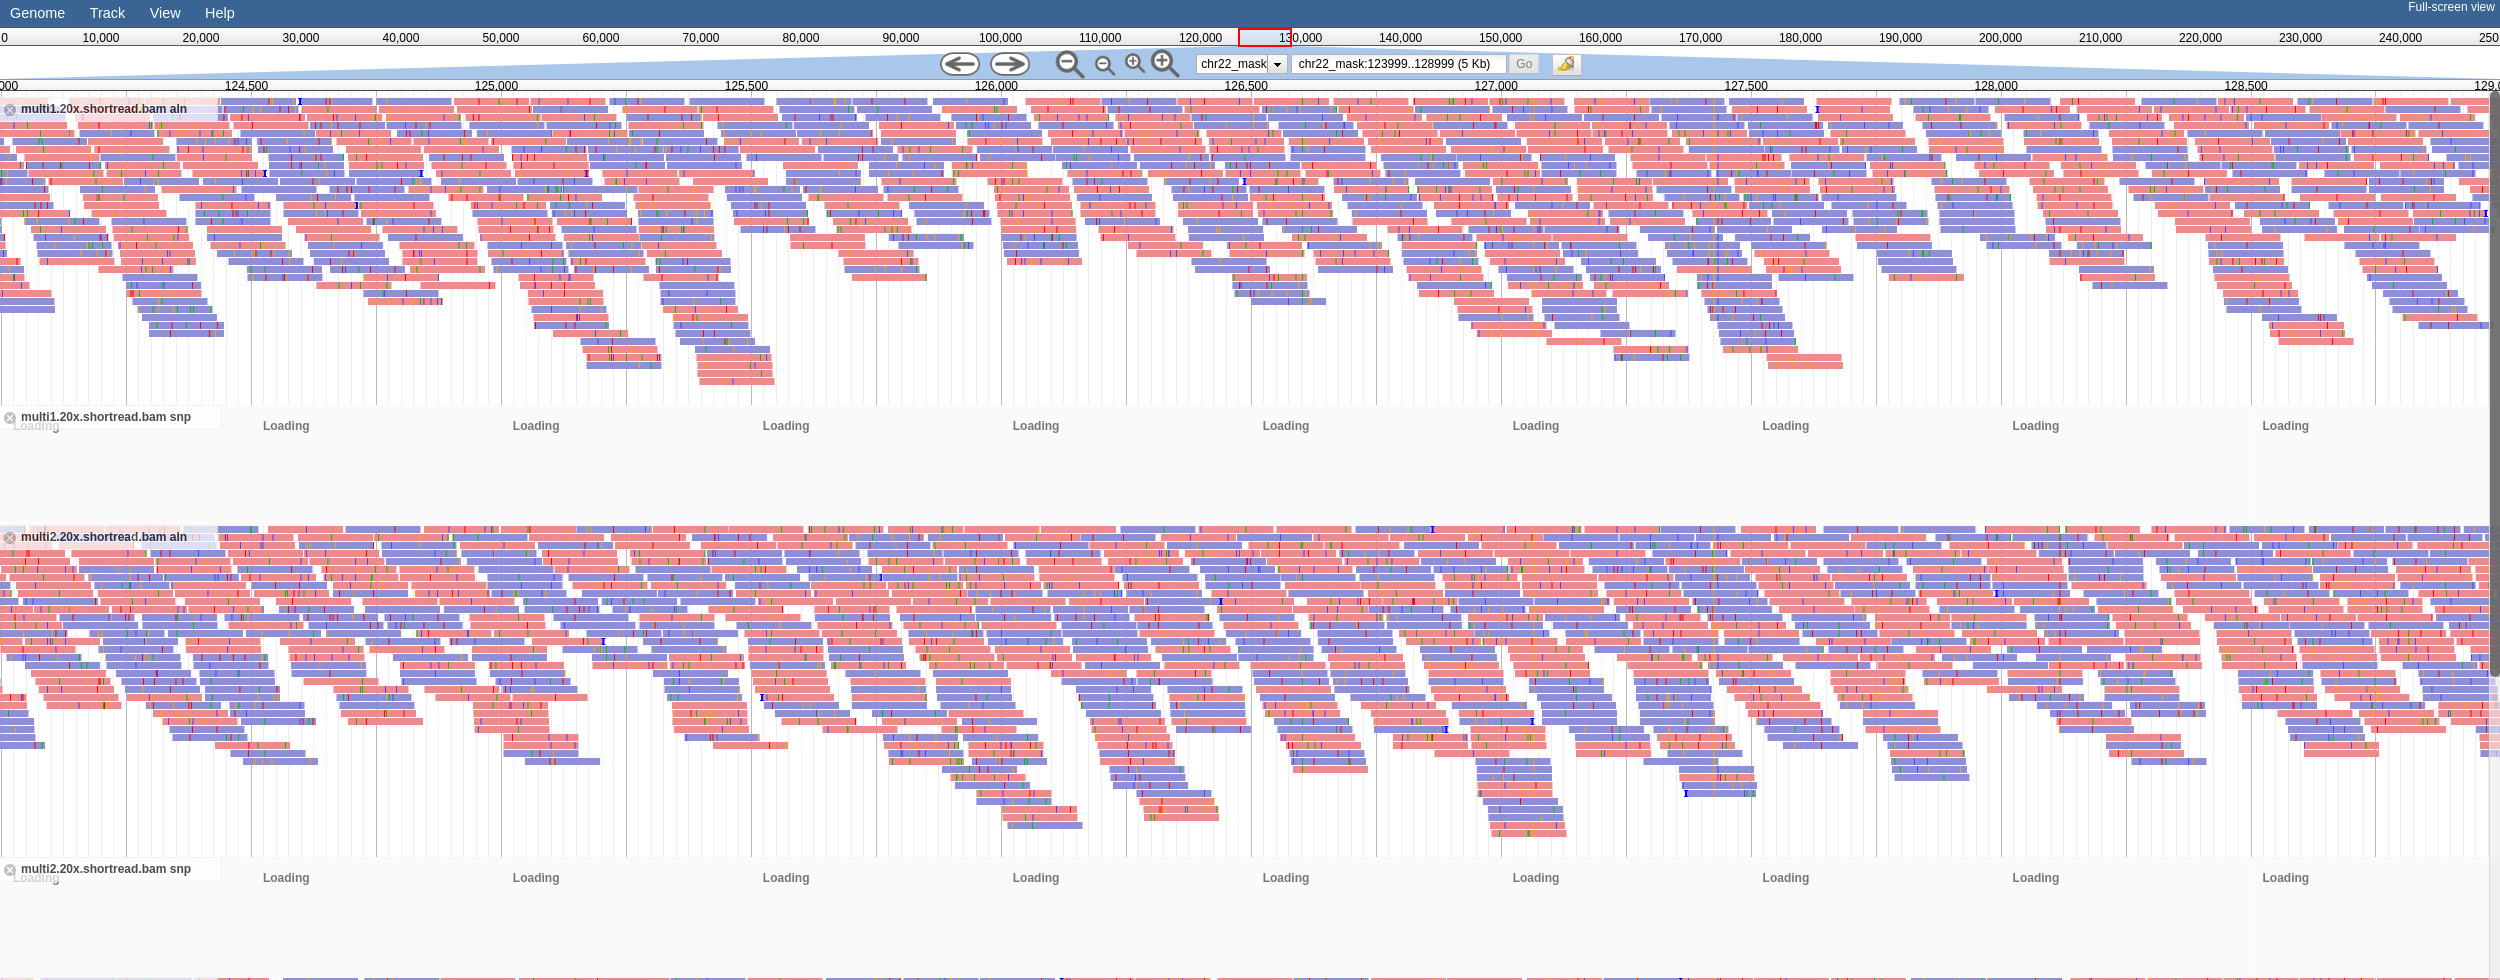 Genome Track View Help Full-screen view
0 10,000 20,000 30,000 40,000 50,000 60,000 70,000 80,000 90,000 100,000 110,000 120,000 130,000 140,000 150,000 160,000 170,000 180,000 190,000 200,000 210,000 220,000 230,000 240,000 250
chr22_mask chr22_mask:123999..128999 (5 Kb) Go
000 124,500 125,000 125,500 126,000 126,500 127,000 127,500 128,000 128,500 129,0
multi1.20x.shortread.bam aln
multi1.20x.shortread.bam snp
Loading Loading Loading Loading Loading Loading Loading Loading Loading Loading
multi2.20x.shortread.bam aln
multi2.20x.shortread.bam snp
Loading Loading Loading Loading Loading Loading Loading Loading Loading Loading